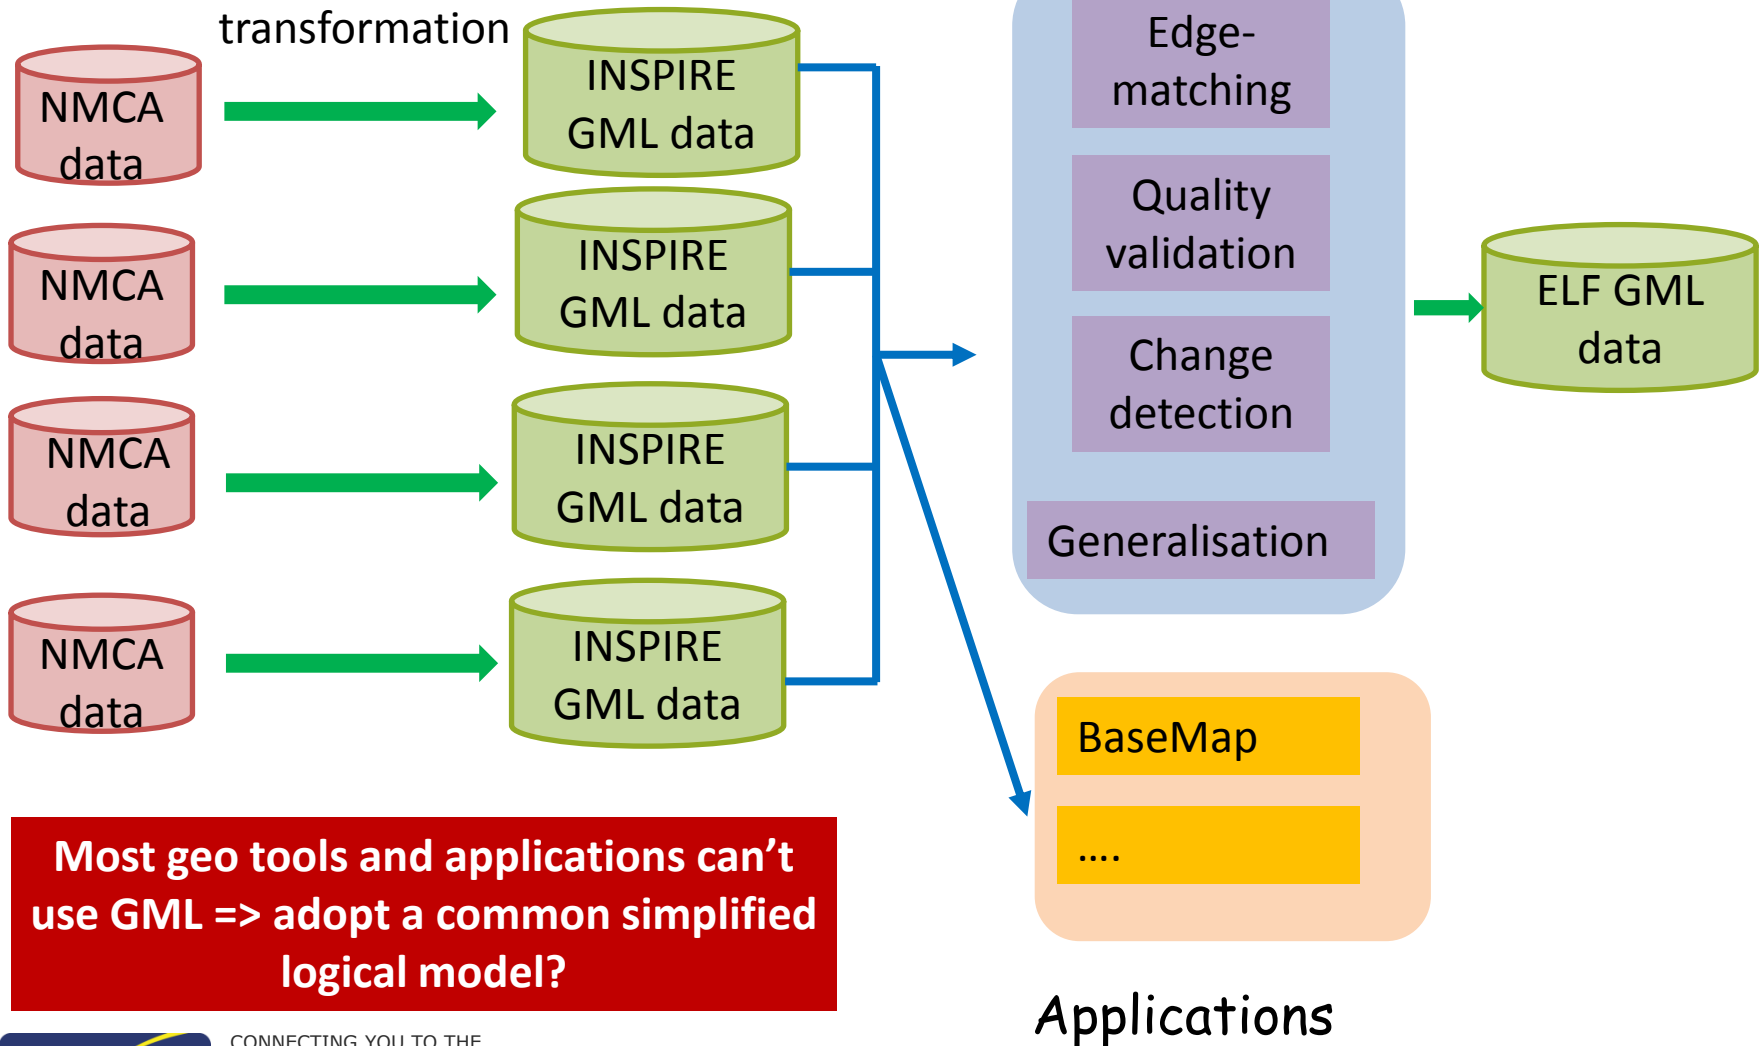 transformation
NMCA
data
INSPIRE
GML data
NMCA
data
INSPIRE
GML data
NMCA
data
INSPIRE
GML data
NMCA
data
INSPIRE
GML data
Edge-
matching
Quality
validation
Change
detection
Generalisation
ELF GML
data
BaseMap
....
Most geo tools and applications can’t
use GML => adopt a common simplified
logical model?
Applications
CONNECTING YOU TO THE